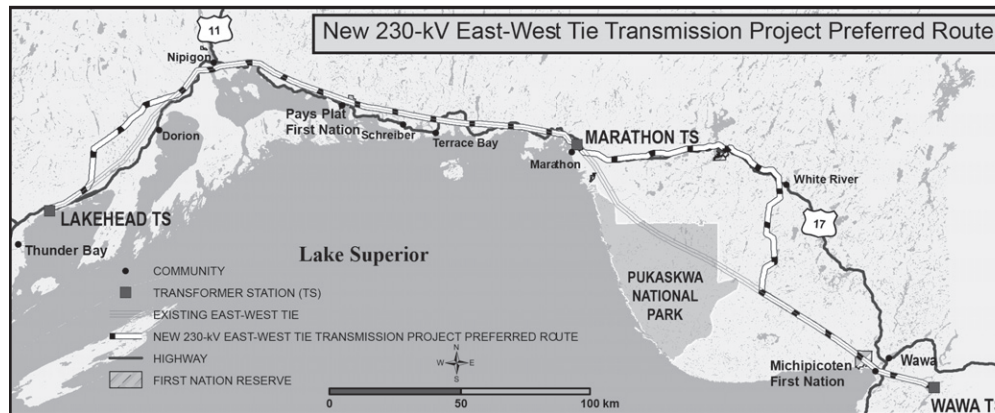 New 230-kV East-West Tie Transmission Project Preferred Route
11
Nipigon
Dorion
Pays Plat
First Nation
Schreiber
Terrace Bay
MARATHON TS
Marathon
White River
17
LAKEHEAD TS
Thunder Bay
Lake Superior
PUKASKWA
NATIONAL
PARK
COMMUNITY
TRANSFORMER STATION (TS)
EXISTING EAST-WEST TIE
NEW 230-kV EAST-WEST TIE TRANSMISSION PROJECT PREFERRED ROUTE
HIGHWAY
FIRST NATION RESERVE
N
W
E
S
0
50
100 km
Michipicoten
First Nation
Wawa
WAWA TS